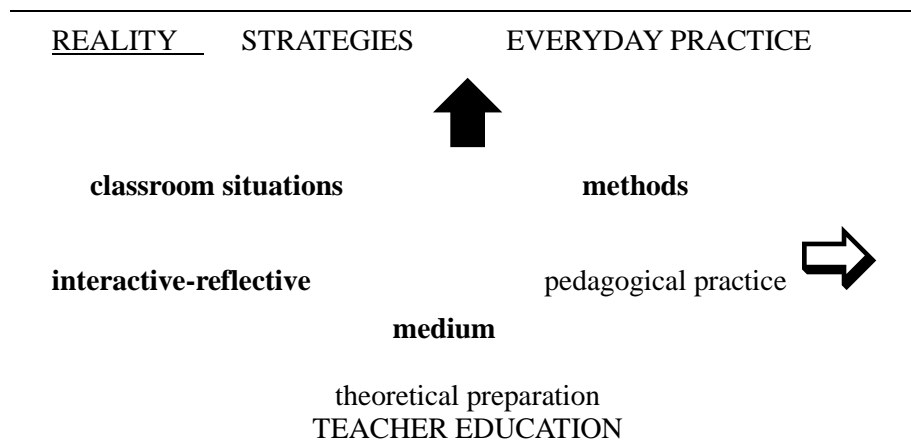 REALITY STRATEGIES EVERYDAY PRACTICE
classroom situations methods
interactive-reflective pedagogical practice
medium
theoretical preparation
TEACHER EDUCATION